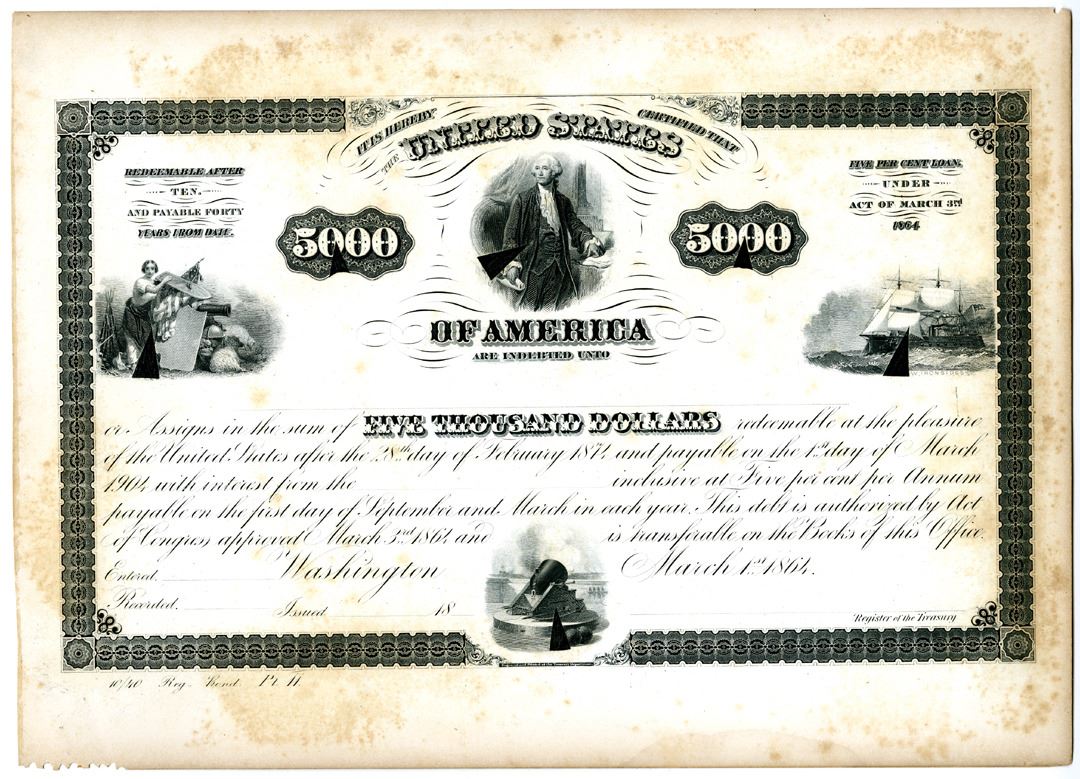 IT IS HEREBY CERTIFIED THAT
THE UNITED STATES
REDEEMABLE AFTER
TEN,
AND PAYABLE FORTY
YEARS FROM DATE.
FIVE PER CENT LOAN,
UNDER
ACT OF MARCH 3RD
1864
5000
5000
OF AMERICA
ARE INDEBTED UNTO
or Assigns in the sum of FIVE THOUSAND DOLLARS redeemable at the pleasure
of the United States after the 28th day of February 1874 and payable on the 1st day of March
1904 with interest from the inclusive at Five per cent per Annum
payable on the first day of September and March in each year. This debt is authorized by Act
of Congress approved March 3rd 1864 and is transferable on the Books of this Office.
Entered. Washington March 1st 1864.
Recorded. Issued 18
Register of the Treasury
10/40 Reg. Bond. Pt. H.